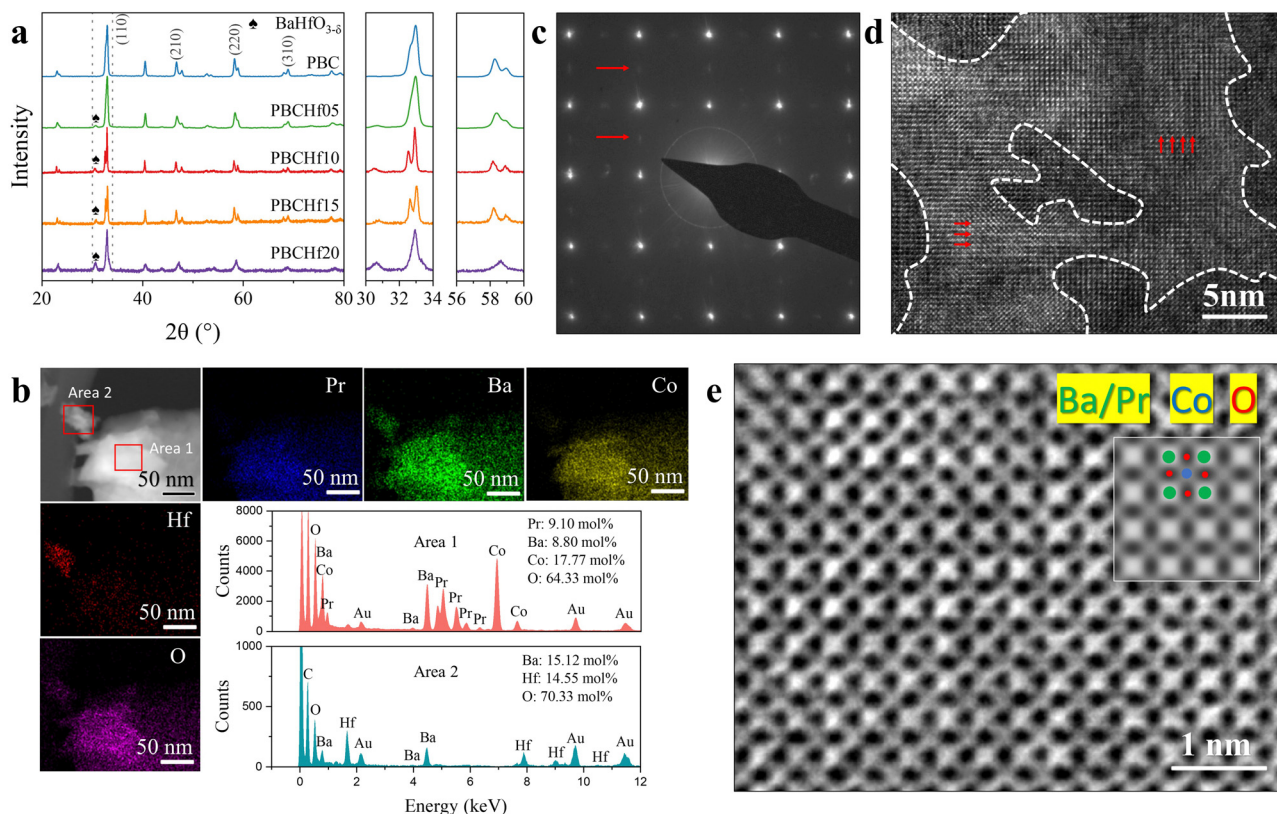 a
♠ BaHfO3-δ
(110)
(210)
(220)
(310)
PBC
PBCHf05
♠
PBCHf10
♠
PBCHf15
♠
PBCHf20
♠
Intensity
20 40 60 80
30 32 34
56 58 60
2θ (°)
c
d
5nm
b
Area 2
Area 1
50 nm
Pr
50 nm
Ba
50 nm
Co
50 nm
Hf
50 nm
O
50 nm
8000
6000
4000
2000
0
Counts
O
Ba
Co
Pr
Au
Area 1
Ba
Ba
Pr
Pr
Pr
Pr
Co
Co
Au
Au
Pr: 9.10 mol%
Ba: 8.80 mol%
Co: 17.77 mol%
O: 64.33 mol%
1000
500
0
Counts
C
O
Ba
Hf
Au
Area 2
Ba
Ba
Hf
Hf
Au
Hf
Au
Ba: 15.12 mol%
Hf: 14.55 mol%
O: 70.33 mol%
0 2 4 6 8 10 12
Energy (keV)
e
Ba/Pr Co O
1 nm